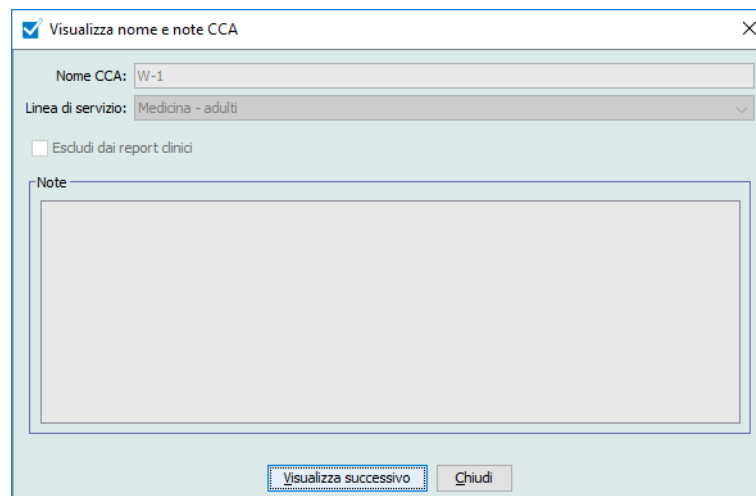 Visualizza nome e note CCA
Nome CCA: W-1
Linea di servizio: Medicina - adulti
Escludi dai report clinici
Note
Visualizza successivo Chiudi